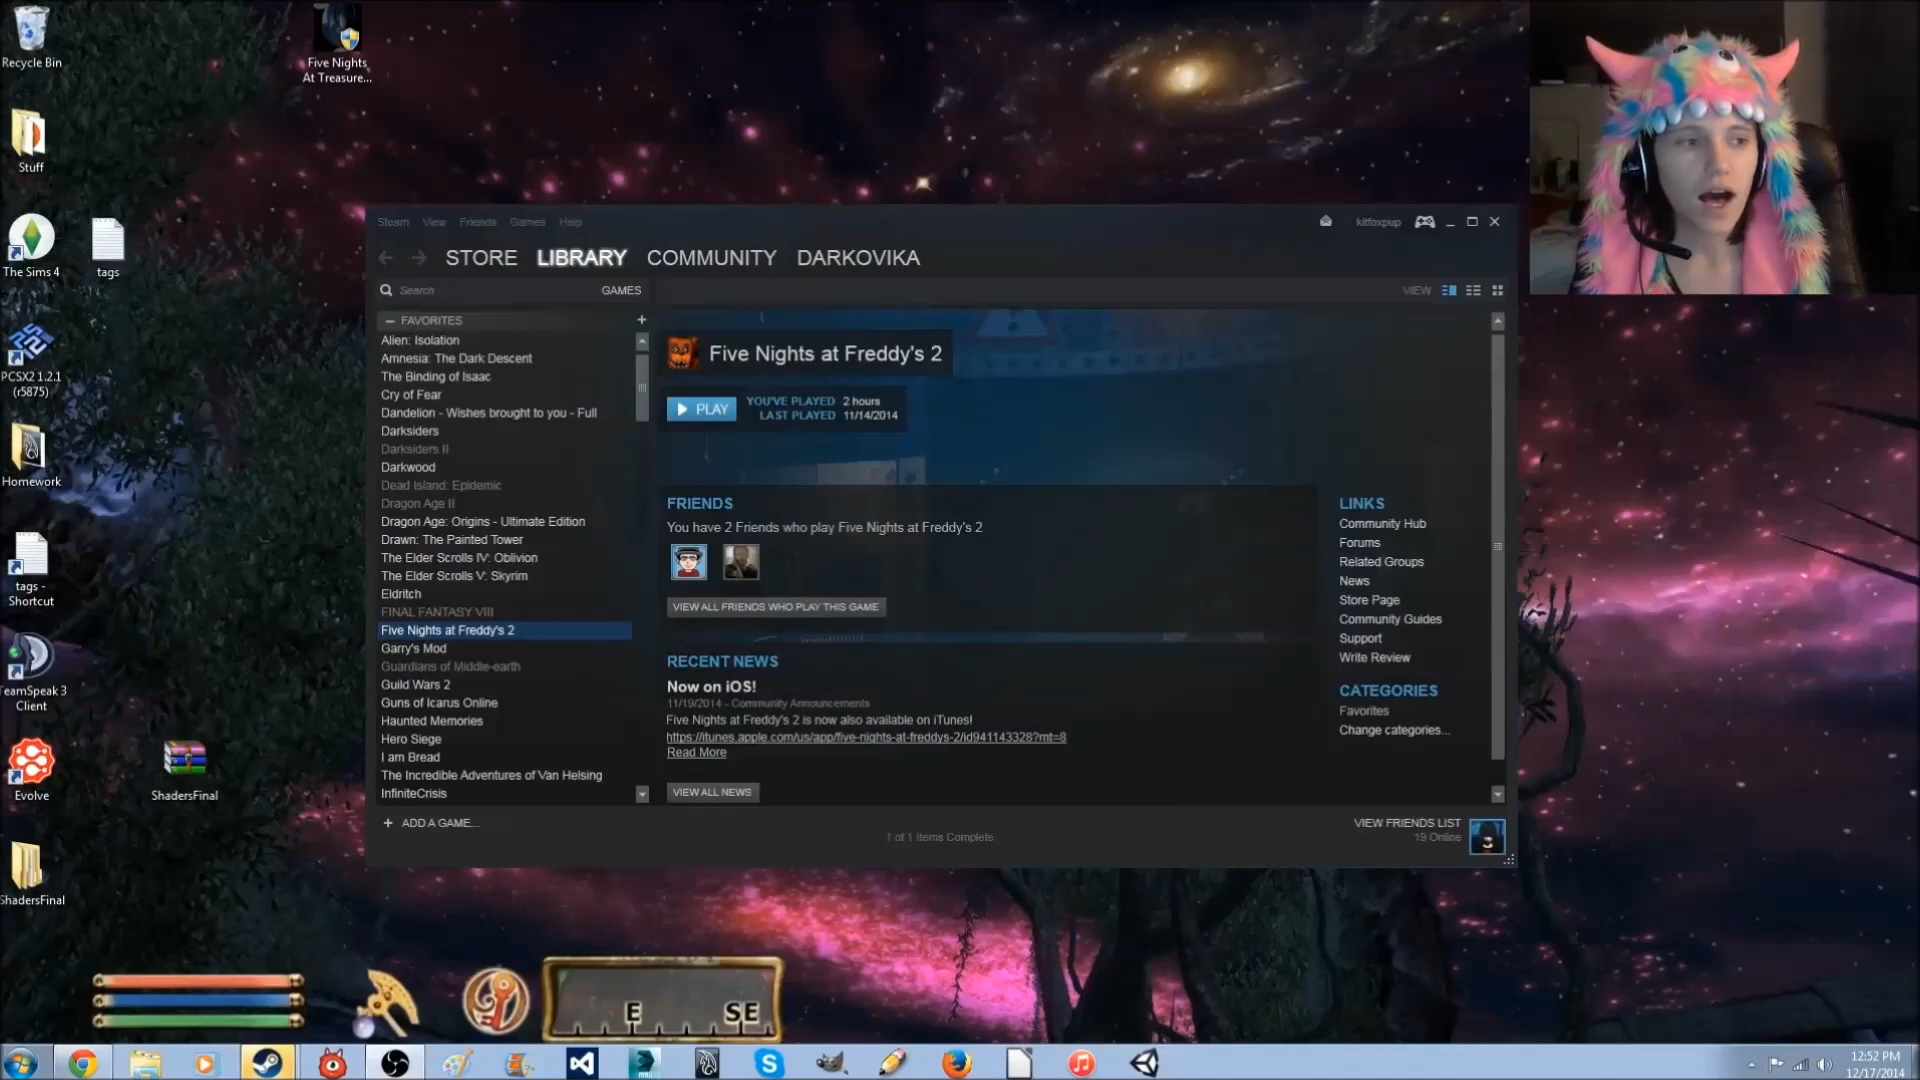 Recycle Bin
Five Nights
At Treasure...
Stuff
The Sims 4
tags
PCSX2 1.2.1
(r5875)
Homework
tags -
Shortcut
TeamSpeak 3
Client
Evolve
ShadersFinal
ShadersFinal
Steam View Friends Games Help
kitfoxpup
STORE LIBRARY COMMUNITY DARKOVIKA
Search GAMES
VIEW
— FAVORITES +
Alien: Isolation
Amnesia: The Dark Descent
The Binding of Isaac
Cry of Fear
Dandelion - Wishes brought to you - Full
Darksiders
Darksiders II
Darkwood
Dead Island: Epidemic
Dragon Age II
Dragon Age: Origins - Ultimate Edition
Drawn: The Painted Tower
The Elder Scrolls IV: Oblivion
The Elder Scrolls V: Skyrim
Eldritch
FINAL FANTASY VIII
Five Nights at Freddy's 2
Garry's Mod
Guardians of Middle-earth
Guild Wars 2
Guns of Icarus Online
Haunted Memories
Hero Siege
I am Bread
The Incredible Adventures of Van Helsing
InfiniteCrisis
+ ADD A GAME...
Five Nights at Freddy's 2
PLAY
YOU'VE PLAYED 2 hours
LAST PLAYED 11/14/2014
FRIENDS
You have 2 Friends who play Five Nights at Freddy's 2
VIEW ALL FRIENDS WHO PLAY THIS GAME
RECENT NEWS
Now on iOS!
11/19/2014 - Community Announcements
Five Nights at Freddy's 2 is now also available on iTunes!
https://itunes.apple.com/us/app/five-nights-at-freddys-2/id941143328?mt=8
Read More
VIEW ALL NEWS
LINKS
Community Hub
Forums
Related Groups
News
Store Page
Community Guides
Support
Write Review
CATEGORIES
Favorites
Change categories...
1 of 1 Items Complete
VIEW FRIENDS LIST
19 Online
E SE
12:52 PM
12/17/2014